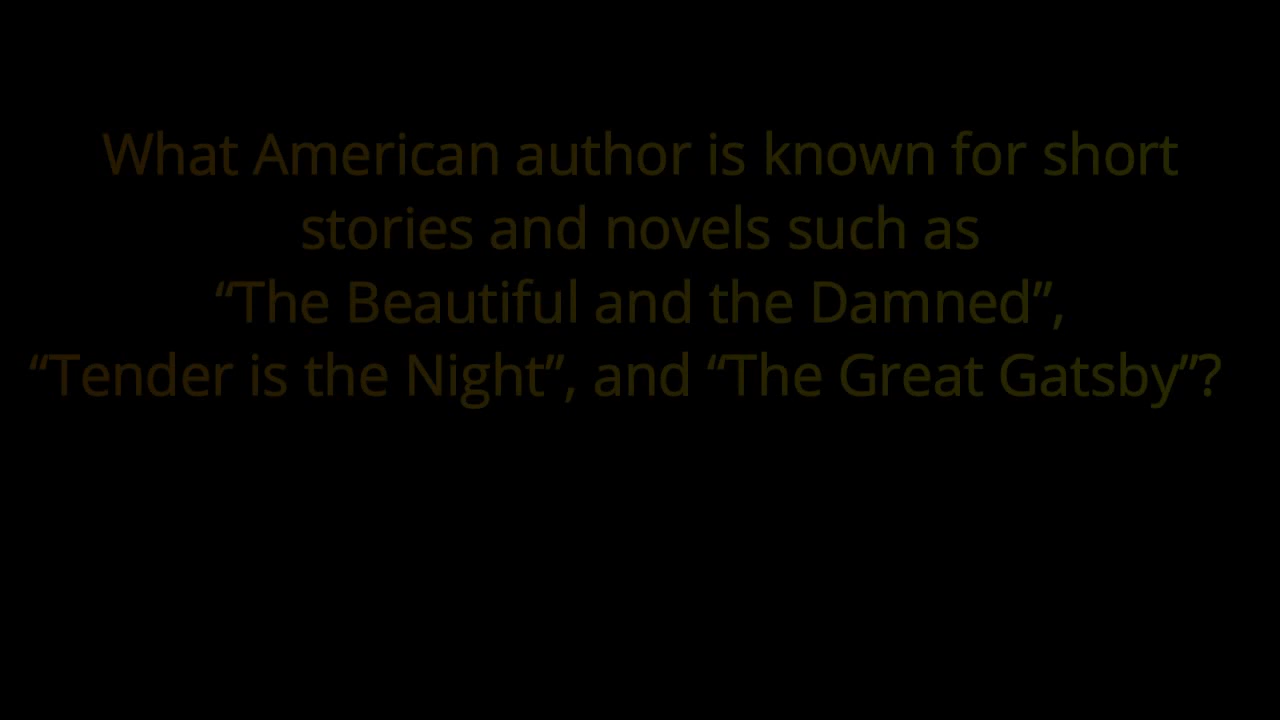 What American author is known for short
stories and novels such as
“The Beautiful and the Damned”,
“Tender is the Night”, and “The Great Gatsby”?